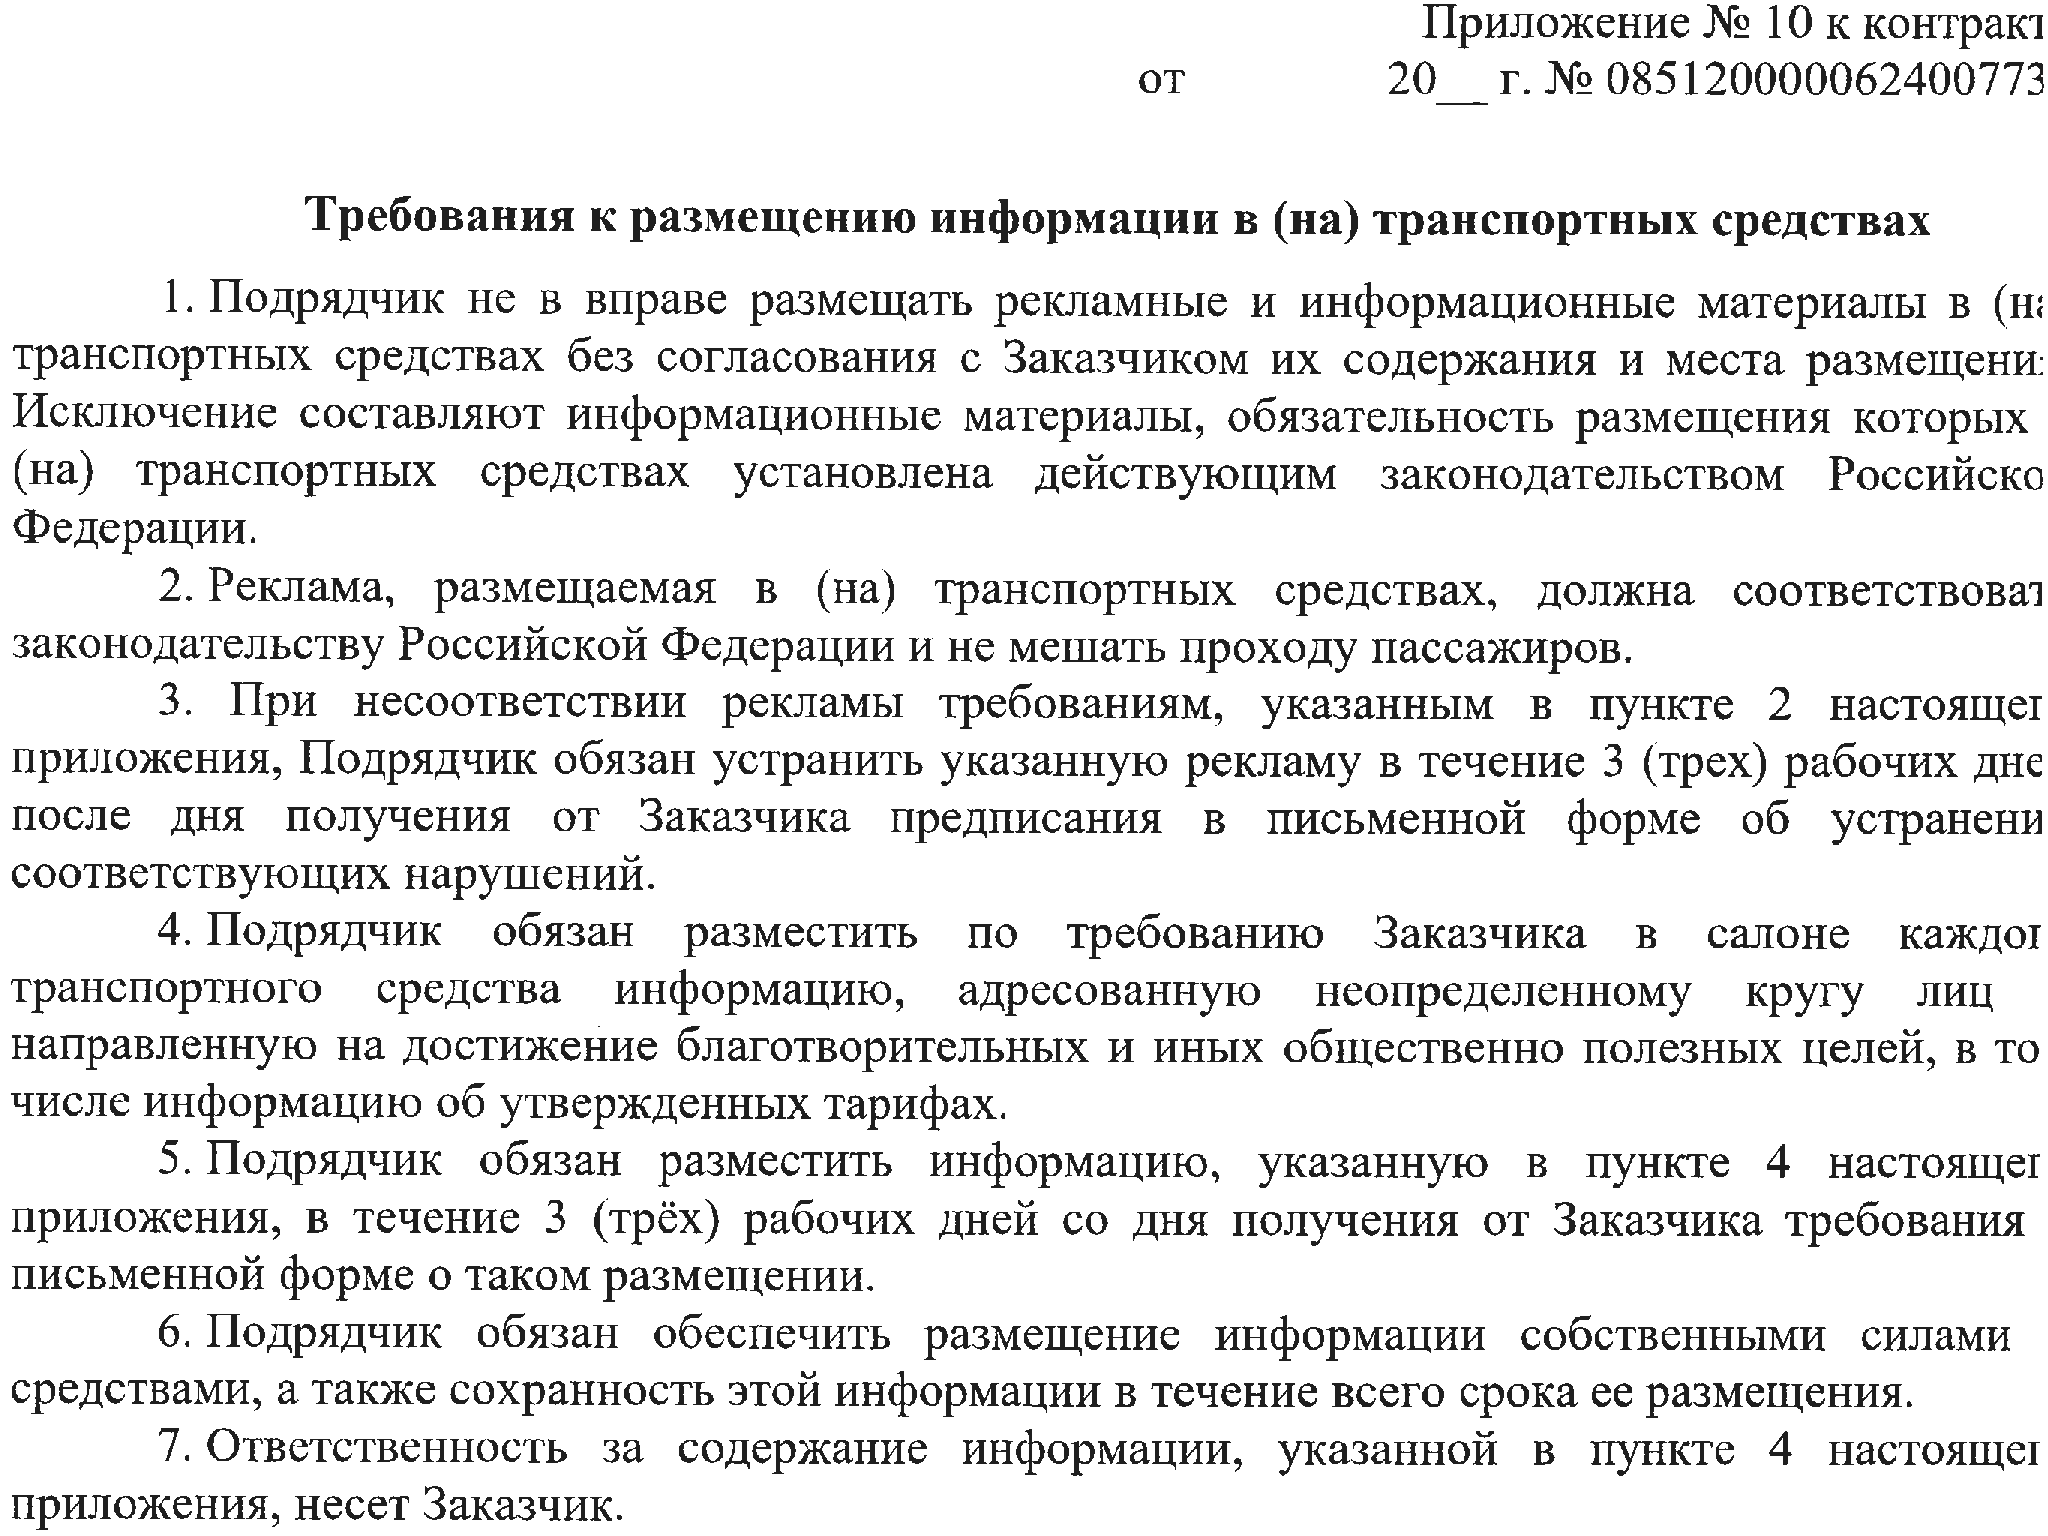 Приложение № 10 к контракт
от 20__ г. № 0851200000062400773
Требования к размещению информации в (на) транспортных средствах
1. Подрядчик не в вправе размещать рекламные и информационные материалы в (на
транспортных средствах без согласования с Заказчиком их содержания и места размещени
Исключение составляют информационные материалы, обязательность размещения которых
(на) транспортных средствах установлена действующим законодательством Российско
Федерации.
2. Реклама, размещаемая в (на) транспортных средствах, должна соответствоват
законодательству Российской Федерации и не мешать проходу пассажиров.
3. При несоответствии рекламы требованиям, указанным в пункте 2 настоящег
приложения, Подрядчик обязан устранить указанную рекламу в течение 3 (трех) рабочих дне
после дня получения от Заказчика предписания в письменной форме об устранени
соответствующих нарушений.
4. Подрядчик обязан разместить по требованию Заказчика в салоне каждог
транспортного средства информацию, адресованную неопределенному кругу лиц
направленную на достижение благотворительных и иных общественно полезных целей, в то
числе информацию об утвержденных тарифах.
5. Подрядчик обязан разместить информацию, указанную в пункте 4 настоящег
приложения, в течение 3 (трёх) рабочих дней со дня получения от Заказчика требования
письменной форме о таком размещении.
6. Подрядчик обязан обеспечить размещение информации собственными силами
средствами, а также сохранность этой информации в течение всего срока ее размещения.
7. Ответственность за содержание информации, указанной в пункте 4 настоящег
приложения, несет Заказчик.